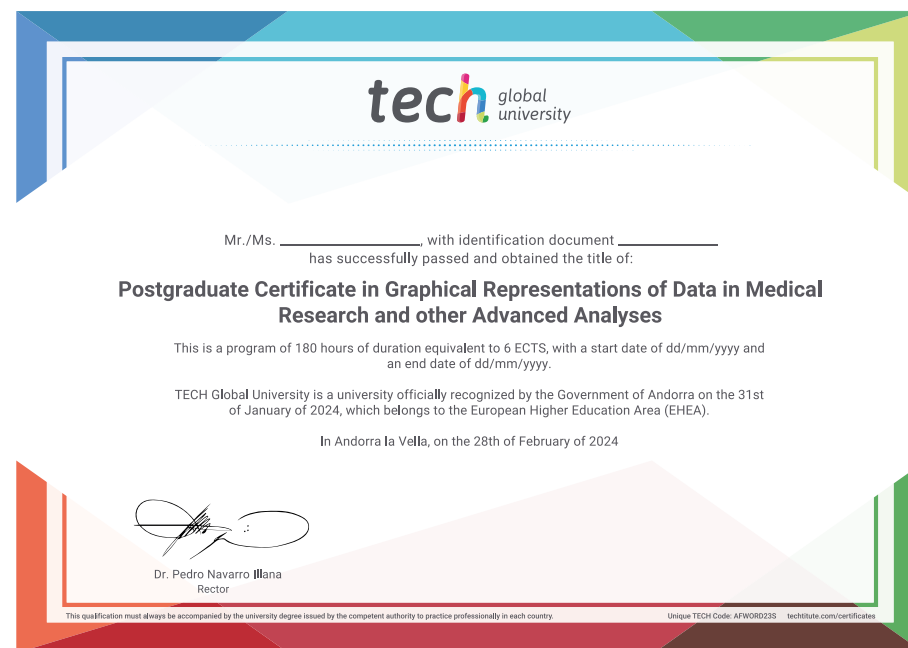 tech global university
Mr./Ms. ____________________, with identification document ______________
has successfully passed and obtained the title of:
Postgraduate Certificate in Graphical Representations of Data in Medical
Research and other Advanced Analyses
This is a program of 180 hours of duration equivalent to 6 ECTS, with a start date of dd/mm/yyyy and
an end date of dd/mm/yyyy.
TECH Global University is a university officially recognized by the Government of Andorra on the 31st
of January of 2024, which belongs to the European Higher Education Area (EHEA).
In Andorra la Vella, on the 28th of February of 2024
Dr. Pedro Navarro Illana
Rector
This qualification must always be accompanied by the university degree issued by the competent authority to practice professionally in each country.
Unique TECH Code: AFWORD23S techtitute.com/certificates